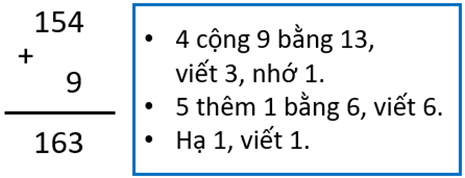 154
+
9
163
• 4 cộng 9 bằng 13,
viết 3, nhớ 1.
• 5 thêm 1 bằng 6, viết 6.
• Hạ 1, viết 1.